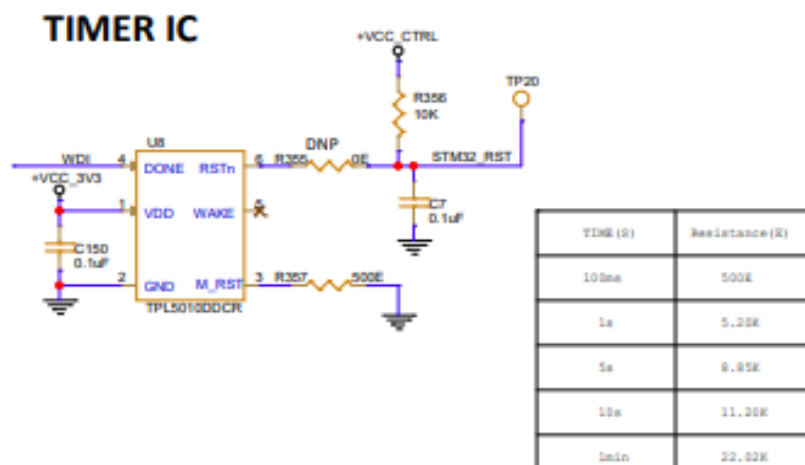 TIMER IC
+VCC_CTRL
R356
10K
TP20
U8
DNP
WDI 4 DONE RSTn 6 R355 0E STM32_RST
+VCC_3V3
1 VDD WAKE 5
C7
0.1uF
C150
0.1uF
2 GND M_RST 3 R357 500E
TPL5010DDCR
TIME(S) Resistance(E)
100ms 500E
1s 5.20K
5s 8.85K
10s 11.20K
1min 22.02K